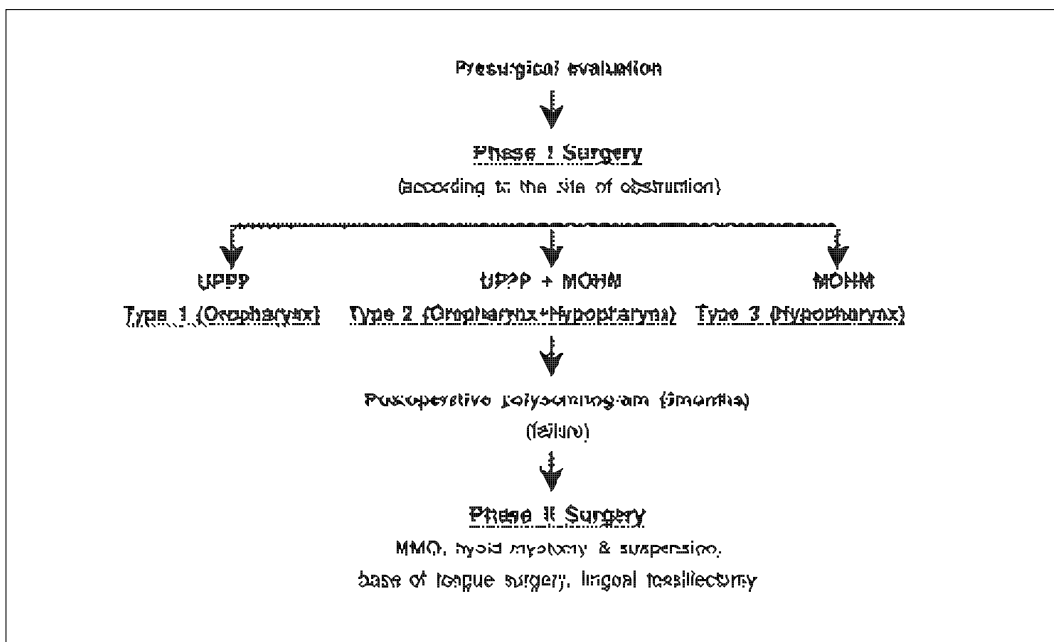 Presurgical evaluation
Phase I Surgery
(according to the site of obstruction)
UPPP
UPPP + MOHM
MOHM
Type 1 (Oropharynx)
Type 2 (Oropharynx+Hypopharynx)
Type 3 (Hypopharynx)
Postoperative (
(failure)
Phase II Surgery
MMO, hyoid myotomy & suspension,
base of tongue surgery, lingual tonsillectomy